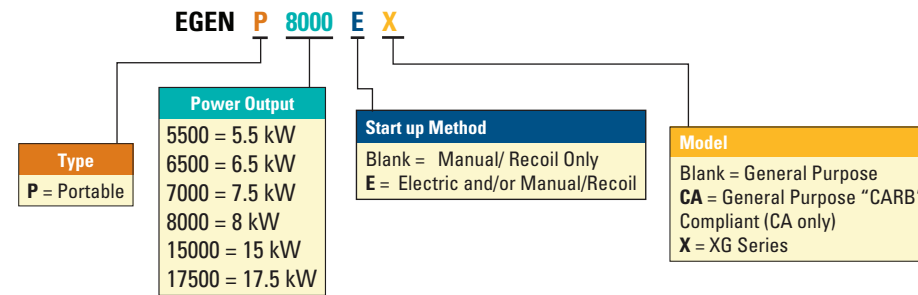 EGEN P 8000 E X
Type
P = Portable
Power Output
5500 = 5.5 kW
6500 = 6.5 kW
7000 = 7.5 kW
8000 = 8 kW
15000 = 15 kW
17500 = 17.5 kW
Start up Method
Blank = Manual/ Recoil Only
E = Electric and/or Manual/Recoil
Model
Blank = General Purpose
CA = General Purpose “CARB”
Compliant (CA only)
X = XG Series